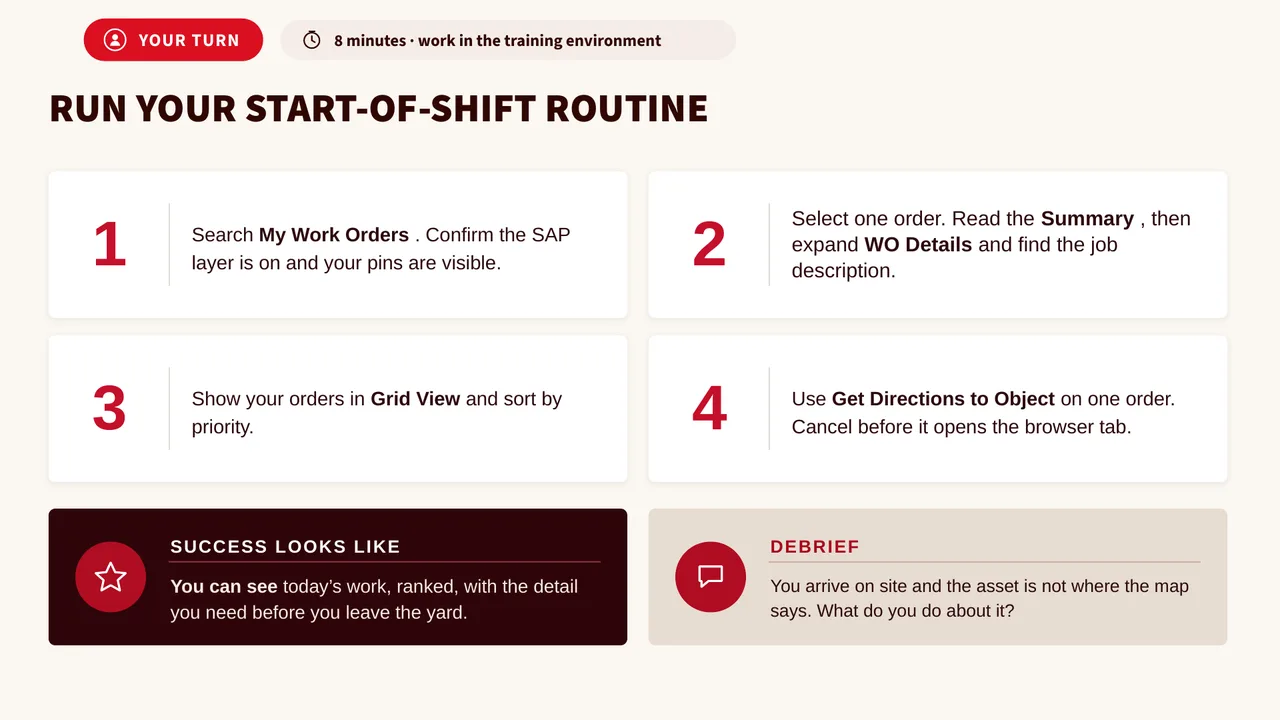 YOUR TURN
8 minutes · work in the training environment
RUN YOUR START-OF-SHIFT ROUTINE
1
Search My Work Orders . Confirm the SAP
layer is on and your pins are visible.
2
Select one order. Read the Summary , then
expand WO Details and find the job
description.
3
Show your orders in Grid View and sort by
priority.
4
Use Get Directions to Object on one order.
Cancel before it opens the browser tab.
SUCCESS LOOKS LIKE
You can see today’s work, ranked, with the detail
you need before you leave the yard.
DEBRIEF
You arrive on site and the asset is not where the map
says. What do you do about it?